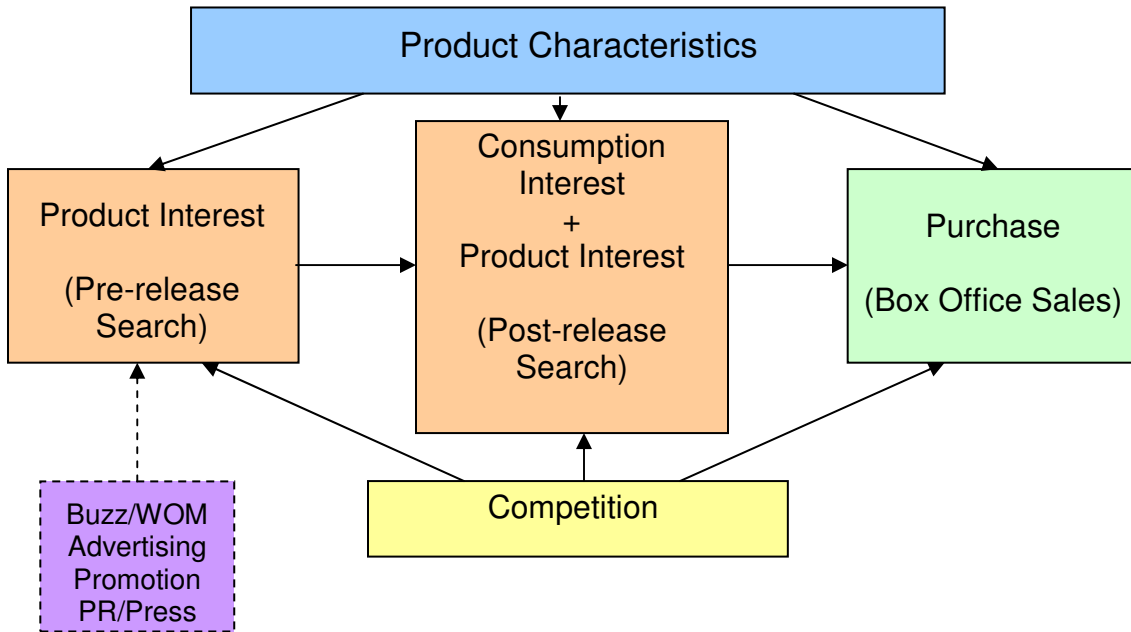 Product Characteristics
Product Interest
(Pre-release
Search)
Consumption
Interest
+
Product Interest
(Post-release
Search)
Purchase
(Box Office Sales)
Buzz/WOM
Advertising
Promotion
PR/Press
Competition